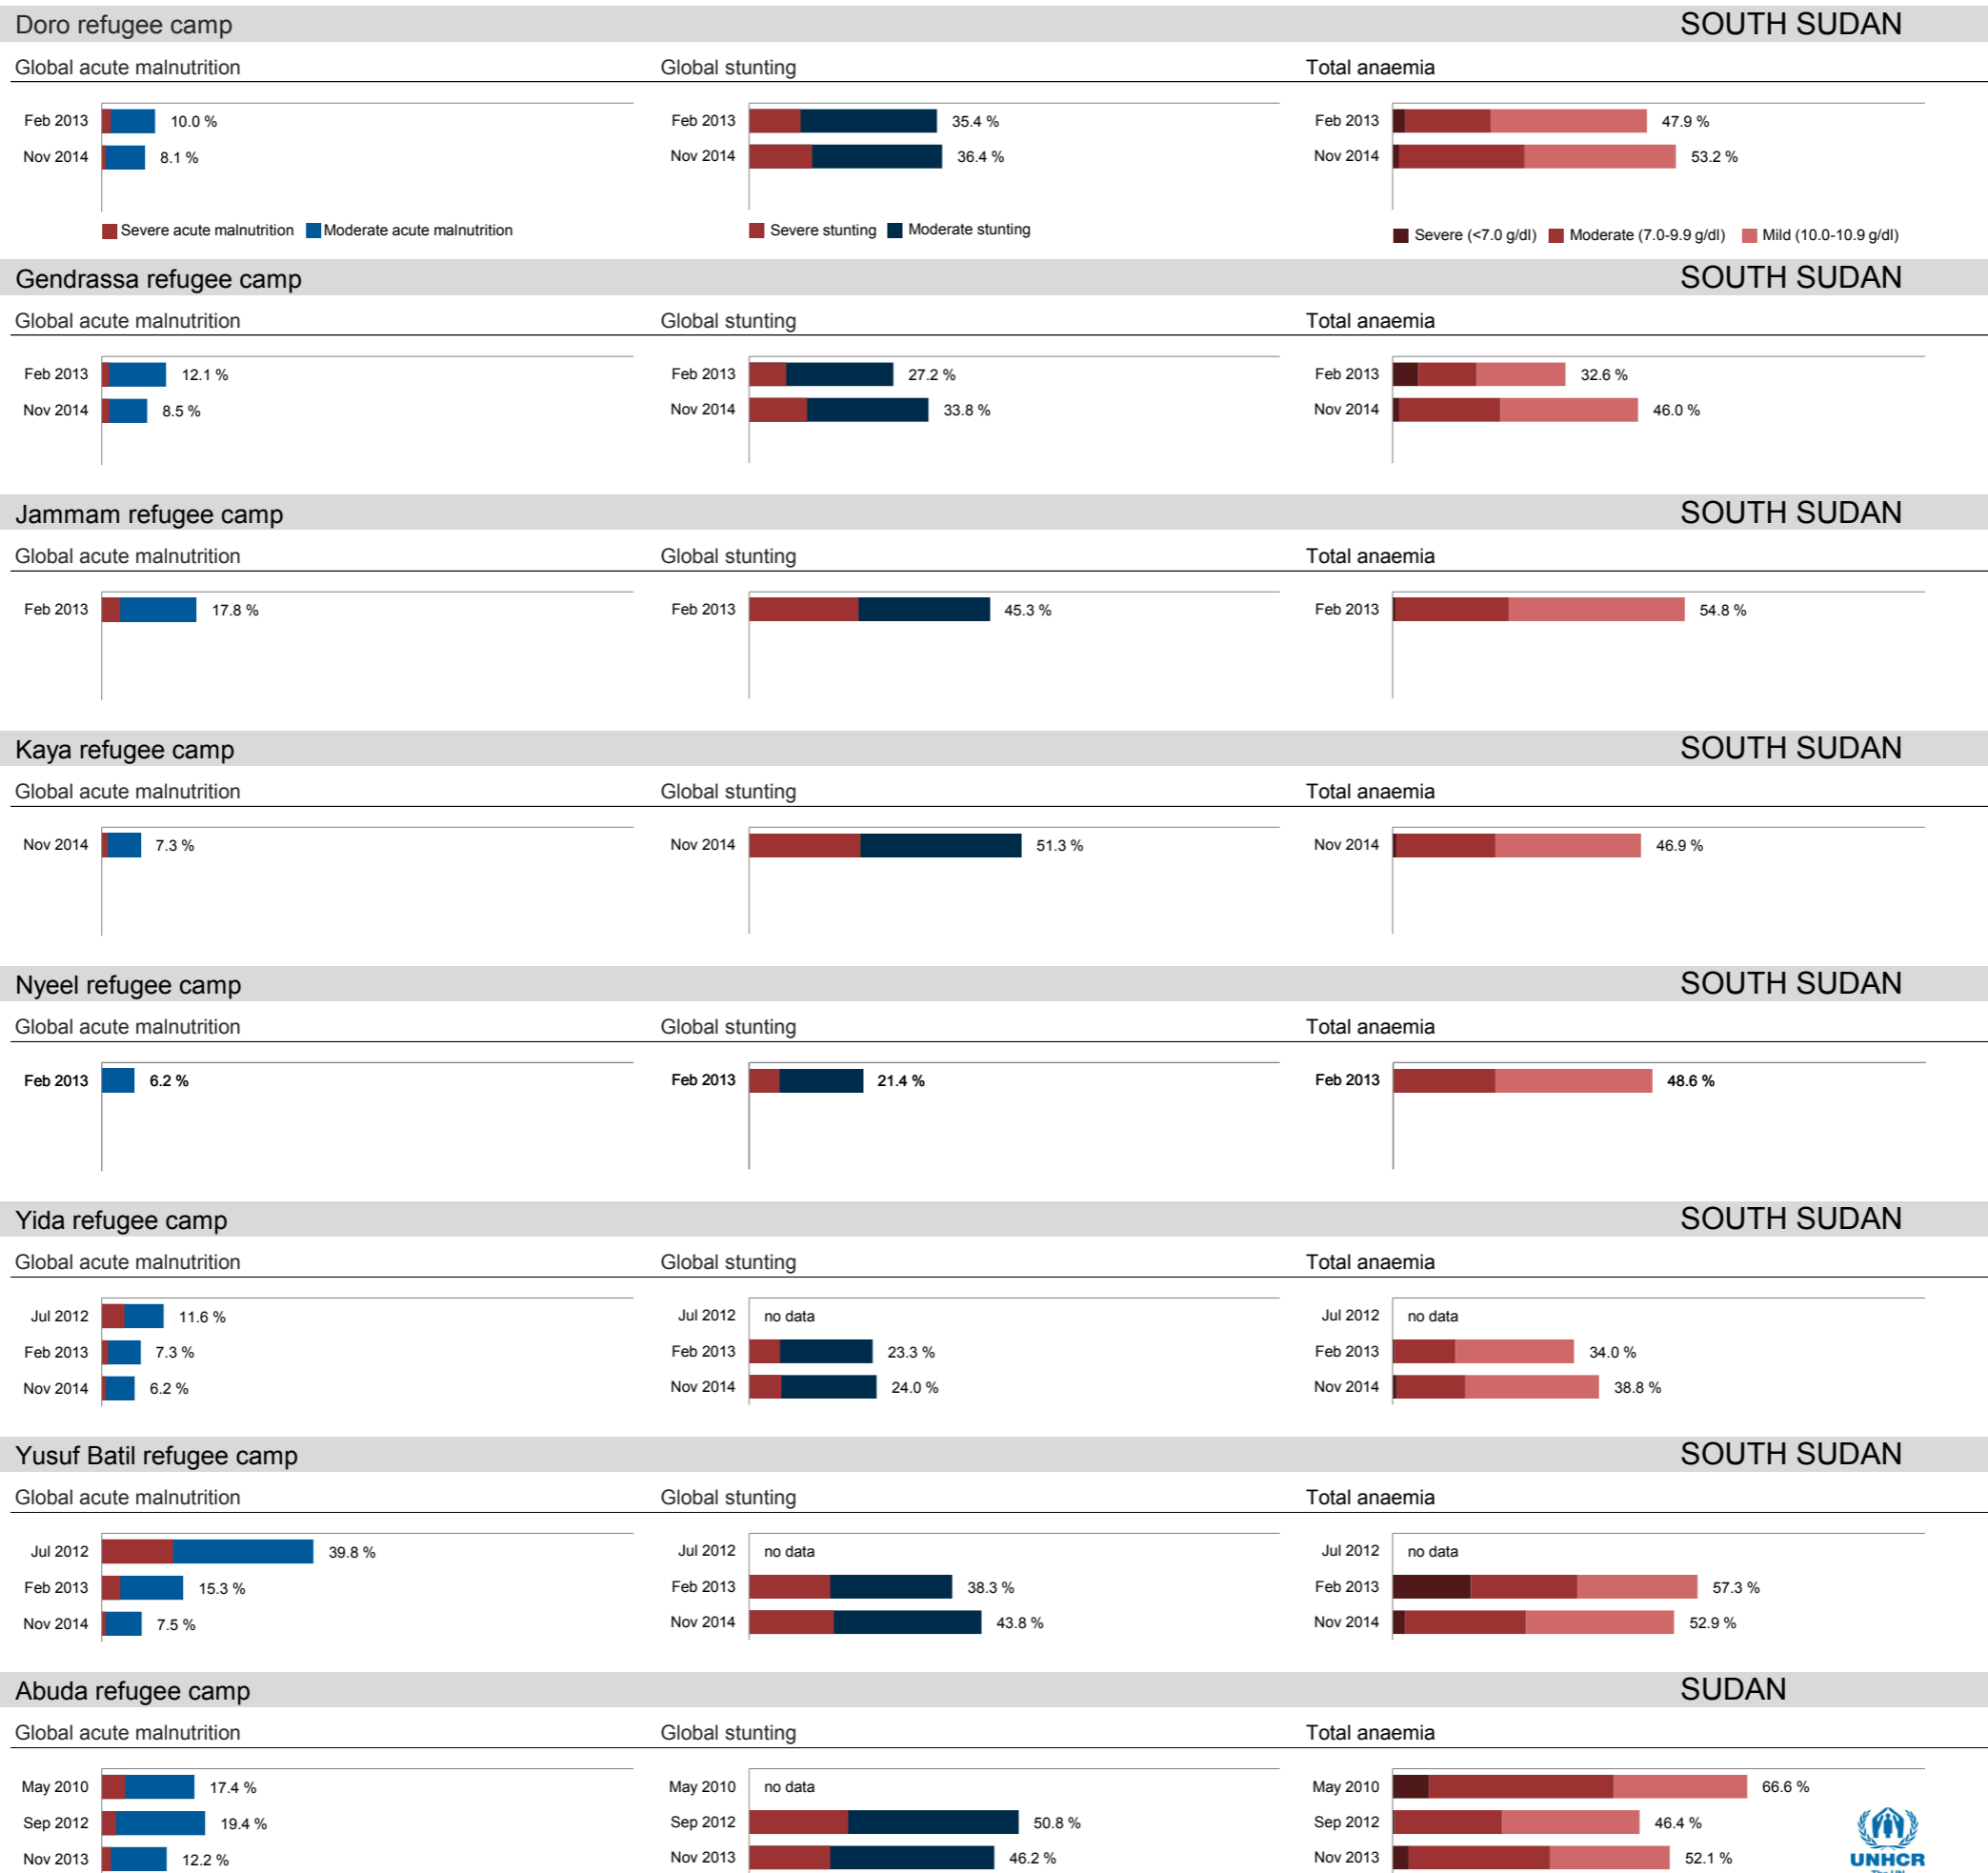 Doro refugee camp SOUTH SUDAN
Global acute malnutrition Global stunting Total anaemia
Feb 2013 10.0 % Feb 2013 35.4 % Feb 2013 47.9 %
Nov 2014 8.1 % Nov 2014 36.4 % Nov 2014 53.2 %
Severe acute malnutrition Moderate acute malnutrition Severe stunting Moderate stunting Severe (<7.0 g/dl) Moderate (7.0-9.9 g/dl) Mild (10.0-10.9 g/dl)
Gendrassa refugee camp SOUTH SUDAN
Global acute malnutrition Global stunting Total anaemia
Feb 2013 12.1 % Feb 2013 27.2 % Feb 2013 32.6 %
Nov 2014 8.5 % Nov 2014 33.8 % Nov 2014 46.0 %
Jammam refugee camp SOUTH SUDAN
Global acute malnutrition Global stunting Total anaemia
Feb 2013 17.8 % Feb 2013 45.3 % Feb 2013 54.8 %
Kaya refugee camp SOUTH SUDAN
Global acute malnutrition Global stunting Total anaemia
Nov 2014 7.3 % Nov 2014 51.3 % Nov 2014 46.9 %
Nyeel refugee camp SOUTH SUDAN
Global acute malnutrition Global stunting Total anaemia
Feb 2013 6.2 % Feb 2013 21.4 % Feb 2013 48.6 %
Yida refugee camp SOUTH SUDAN
Global acute malnutrition Global stunting Total anaemia
Jul 2012 11.6 % Jul 2012 no data Jul 2012 no data
Feb 2013 7.3 % Feb 2013 23.3 % Feb 2013 34.0 %
Nov 2014 6.2 % Nov 2014 24.0 % Nov 2014 38.8 %
Yusuf Batil refugee camp SOUTH SUDAN
Global acute malnutrition Global stunting Total anaemia
Jul 2012 39.8 % Jul 2012 no data Jul 2012 no data
Feb 2013 15.3 % Feb 2013 38.3 % Feb 2013 57.3 %
Nov 2014 7.5 % Nov 2014 43.8 % Nov 2014 52.9 %
Abuda refugee camp SUDAN
Global acute malnutrition Global stunting Total anaemia
May 2010 17.4 % May 2010 no data May 2010 66.6 %
Sep 2012 19.4 % Sep 2012 50.8 % Sep 2012 46.4 %
Nov 2013 12.2 % Nov 2013 46.2 % Nov 2013 52.1 %
UNHCR